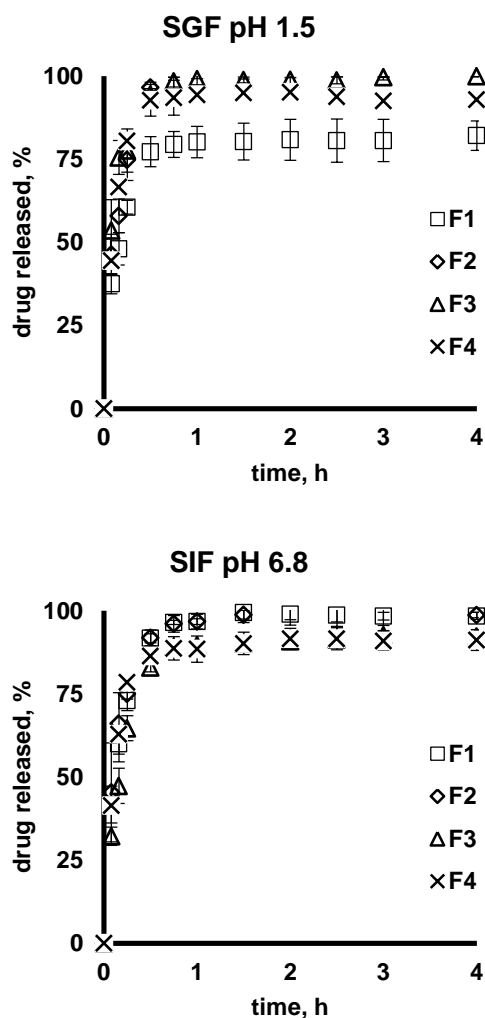 SGF pH 1.5
drug released, %
100
75
50
25
0
0 1 2 3 4
time, h
F1
F2
F3
F4
SIF pH 6.8
drug released, %
100
75
50
25
0
0 1 2 3 4
time, h
F1
F2
F3
F4